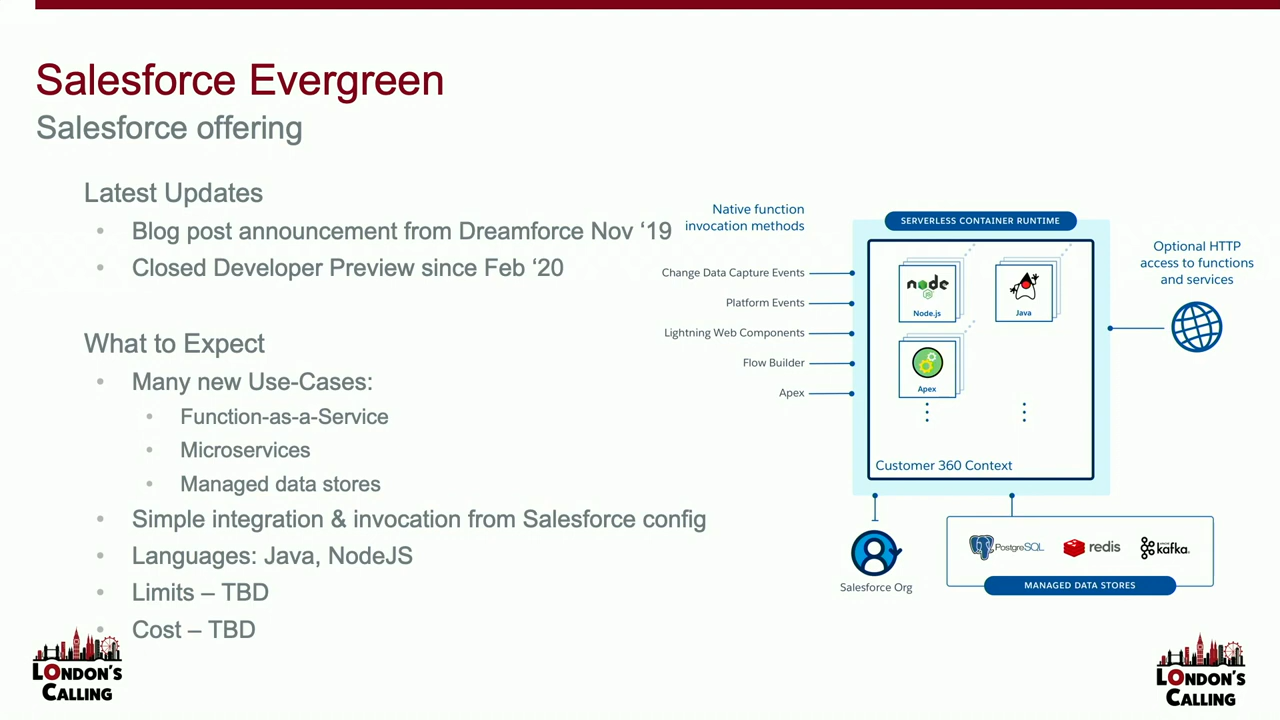 Salesforce Evergreen
Salesforce offering
Latest Updates
• Blog post announcement from Dreamforce Nov ‘19
• Closed Developer Preview since Feb ‘20
What to Expect
• Many new Use-Cases:
• Function-as-a-Service
• Microservices
• Managed data stores
• Simple integration & invocation from Salesforce config
• Languages: Java, NodeJS
• Limits – TBD
• Cost – TBD
Native function
invocation methods
Change Data Capture Events
Platform Events
Lightning Web Components
Flow Builder
Apex
SERVERLESS CONTAINER RUNTIME
node
JS
Node.js
Java
Apex
Customer 360 Context
Optional HTTP
access to functions
and services
Salesforce Org
PostgreSQL
redis
kafka.
MANAGED DATA STORES
LONDON'S
CALLING
LONDON'S
CALLING